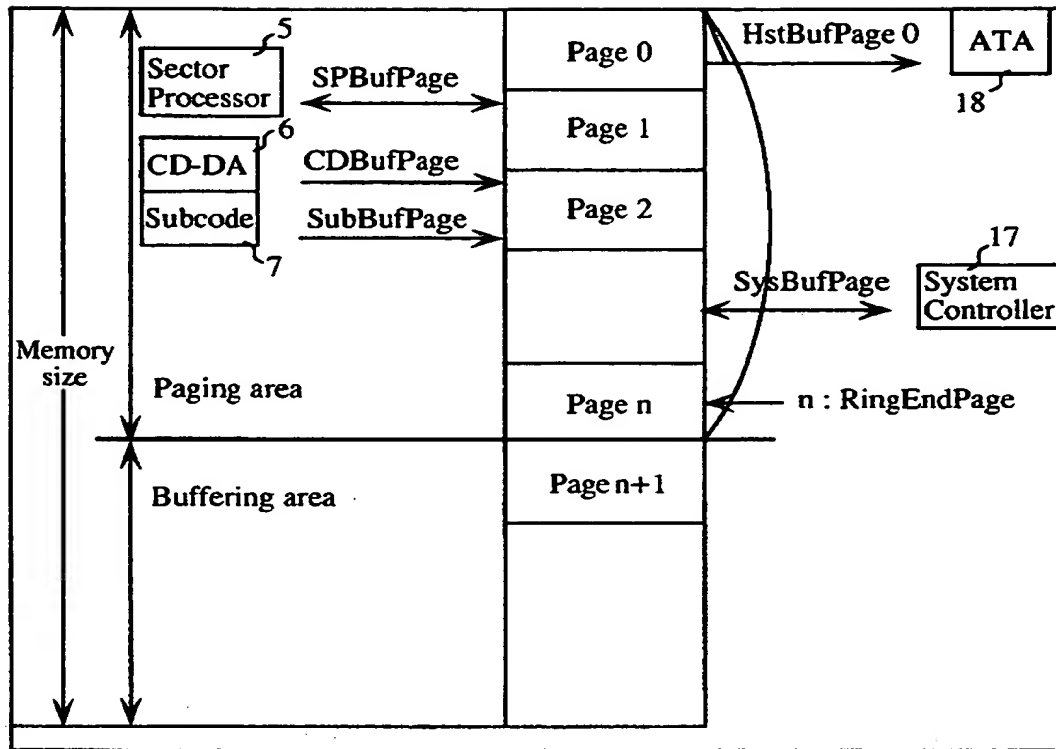 5
Sector
Processor
SPBufPage
6
CD-DA
CDBufPage
Subcode
SubBufPage
7
Memory
size
Paging area
Buffering area
Page 0
Page 1
Page 2
Page n
Page n+1
HstBufPage 0
ATA
18
17
SysBufPage
System
Controller
n : RingEndPage